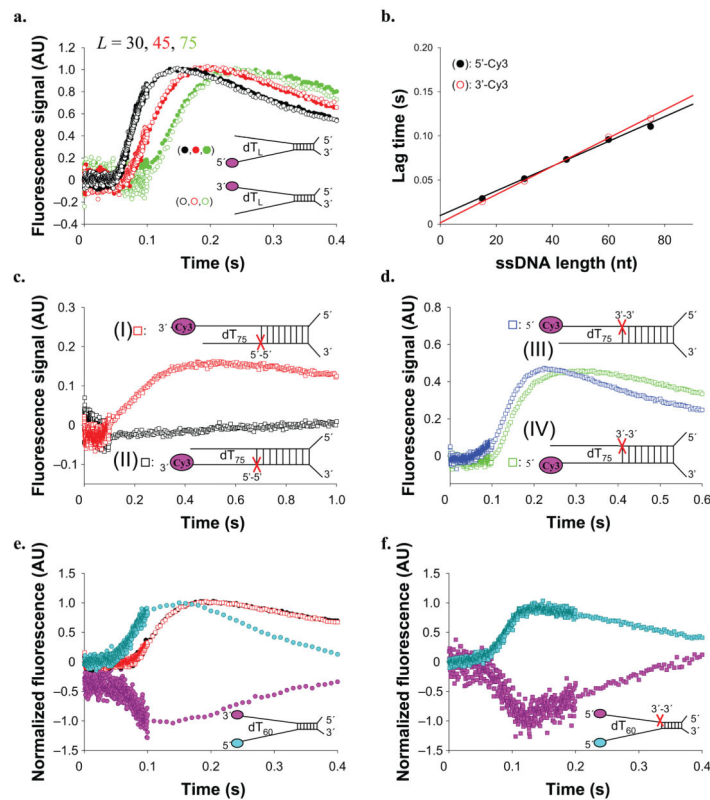 a.
L = 30, 45, 75
Fluorescence signal (AU)
1.2
1.0
0.8
0.6
0.4
0.2
0
–0.2
–0.4
0
0.1
0.2
0.3
0.4
Time (s)
(●,●,●)
5´
dT_L
5´
3´
(○,○,○)
3´
dT_L
5´
3´
b.
(●): 5'-Cy3
(○): 3'-Cy3
Lag time (s)
0.20
0.15
0.10
0.05
0
0
20
40
60
80
ssDNA length (nt)
c.
Fluorescence signal (AU)
0.3
0.2
0.1
0
–0.1
(I) □: 3´ Cy3
dT75
5´-5´
5´
3´
(II) □: 3´ Cy3
dT75
5'-5'
5´
3´
0
0.2
0.4
0.6
0.8
1.0
Time (s)
d.
Fluorescence signal (AU)
0.8
0.6
0.4
0.2
0
–0.2
□: 5´ Cy3
3´-3´
dT75
5´
3´
(III)
(IV)
3´-3´
dT75
□: 5´ Cy3
5´
3´
0
0.1
0.2
0.3
0.4
0.5
0.6
Time (s)
e.
Normalized fluorescence (AU)
1.5
1.0
0.5
0
–0.5
–1.0
–1.5
3´
dT60
5´
5´
3´
0
0.1
0.2
0.3
0.4
Time (s)
f.
Normalized fluorescence (AU)
1.5
1.0
0.5
0
–0.5
–1.0
–1.5
5´
3´-3´
dT60
5´
5´
3´
0
0.1
0.2
0.3
0.4
Time (s)